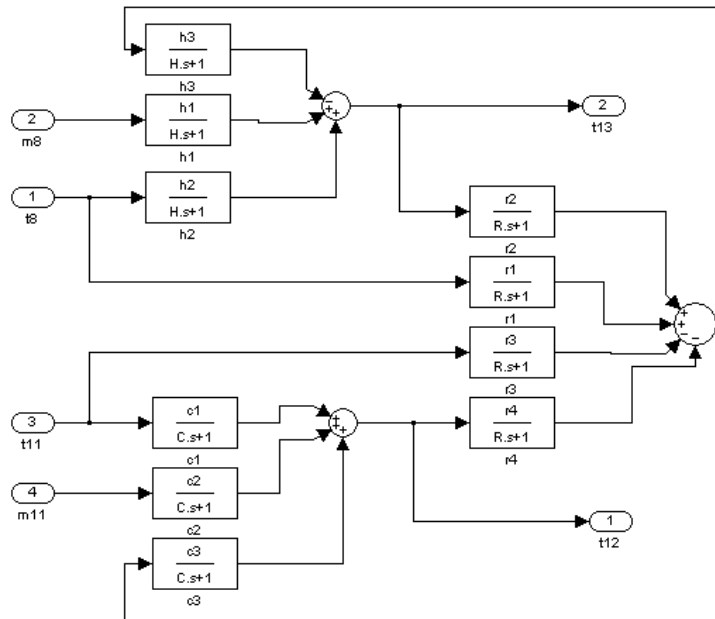 h3
H.s+1
h3
2
m8
h1
H.s+1
h1
1
t8
h2
H.s+1
h2
−
+
+
2
t13
r2
R.s+1
r2
r1
R.s+1
r1
r3
R.s+1
r3
r4
R.s+1
r4
+
+
−
−
3
t11
c1
C.s+1
c1
4
m11
c2
C.s+1
c2
c3
C.s+1
c3
+
+
+
1
t12